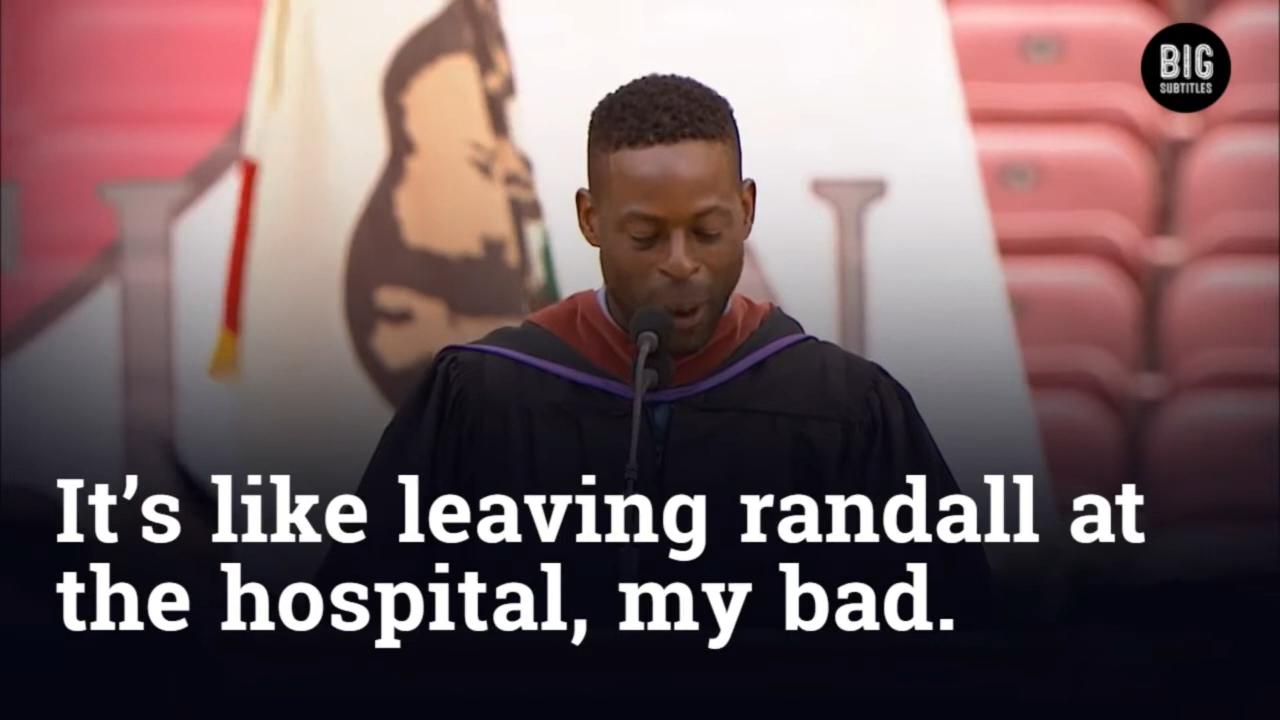 BIG
SUBTITLES
It’s like leaving randall at
the hospital, my bad.